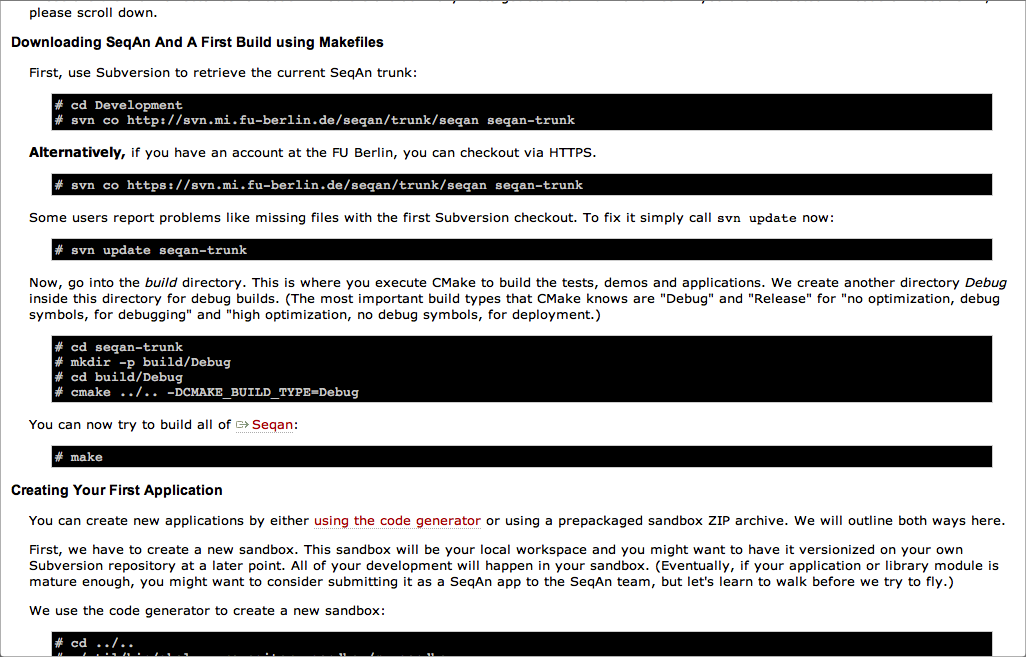 please scroll down.
Downloading SeqAn And A First Build using Makefiles
First, use Subversion to retrieve the current SeqAn trunk:
# cd Development
# svn co http://svn.mi.fu-berlin.de/seqan/trunk/seqan seqan-trunk
Alternatively, if you have an account at the FU Berlin, you can checkout via HTTPS.
# svn co https://svn.mi.fu-berlin.de/seqan/trunk/seqan seqan-trunk
Some users report problems like missing files with the first Subversion checkout. To fix it simply call svn update now:
# svn update seqan-trunk
Now, go into the build directory. This is where you execute CMake to build the tests, demos and applications. We create another directory Debug
inside this directory for debug builds. (The most important build types that CMake knows are "Debug" and "Release" for "no optimization, debug
symbols, for debugging" and "high optimization, no debug symbols, for deployment.)
# cd seqan-trunk
# mkdir -p build/Debug
# cd build/Debug
# cmake ../.. -DCMAKE_BUILD_TYPE=Debug
You can now try to build all of Seqan:
# make
Creating Your First Application
You can create new applications by either using the code generator or using a prepackaged sandbox ZIP archive. We will outline both ways here.
First, we have to create a new sandbox. This sandbox will be your local workspace and you might want to have it versionized on your own
Subversion repository at a later point. All of your development will happen in your sandbox. (Eventually, if your application or library module is
mature enough, you might want to consider submitting it as a SeqAn app to the SeqAn team, but let's learn to walk before we try to fly.)
We use the code generator to create a new sandbox:
# cd ../..